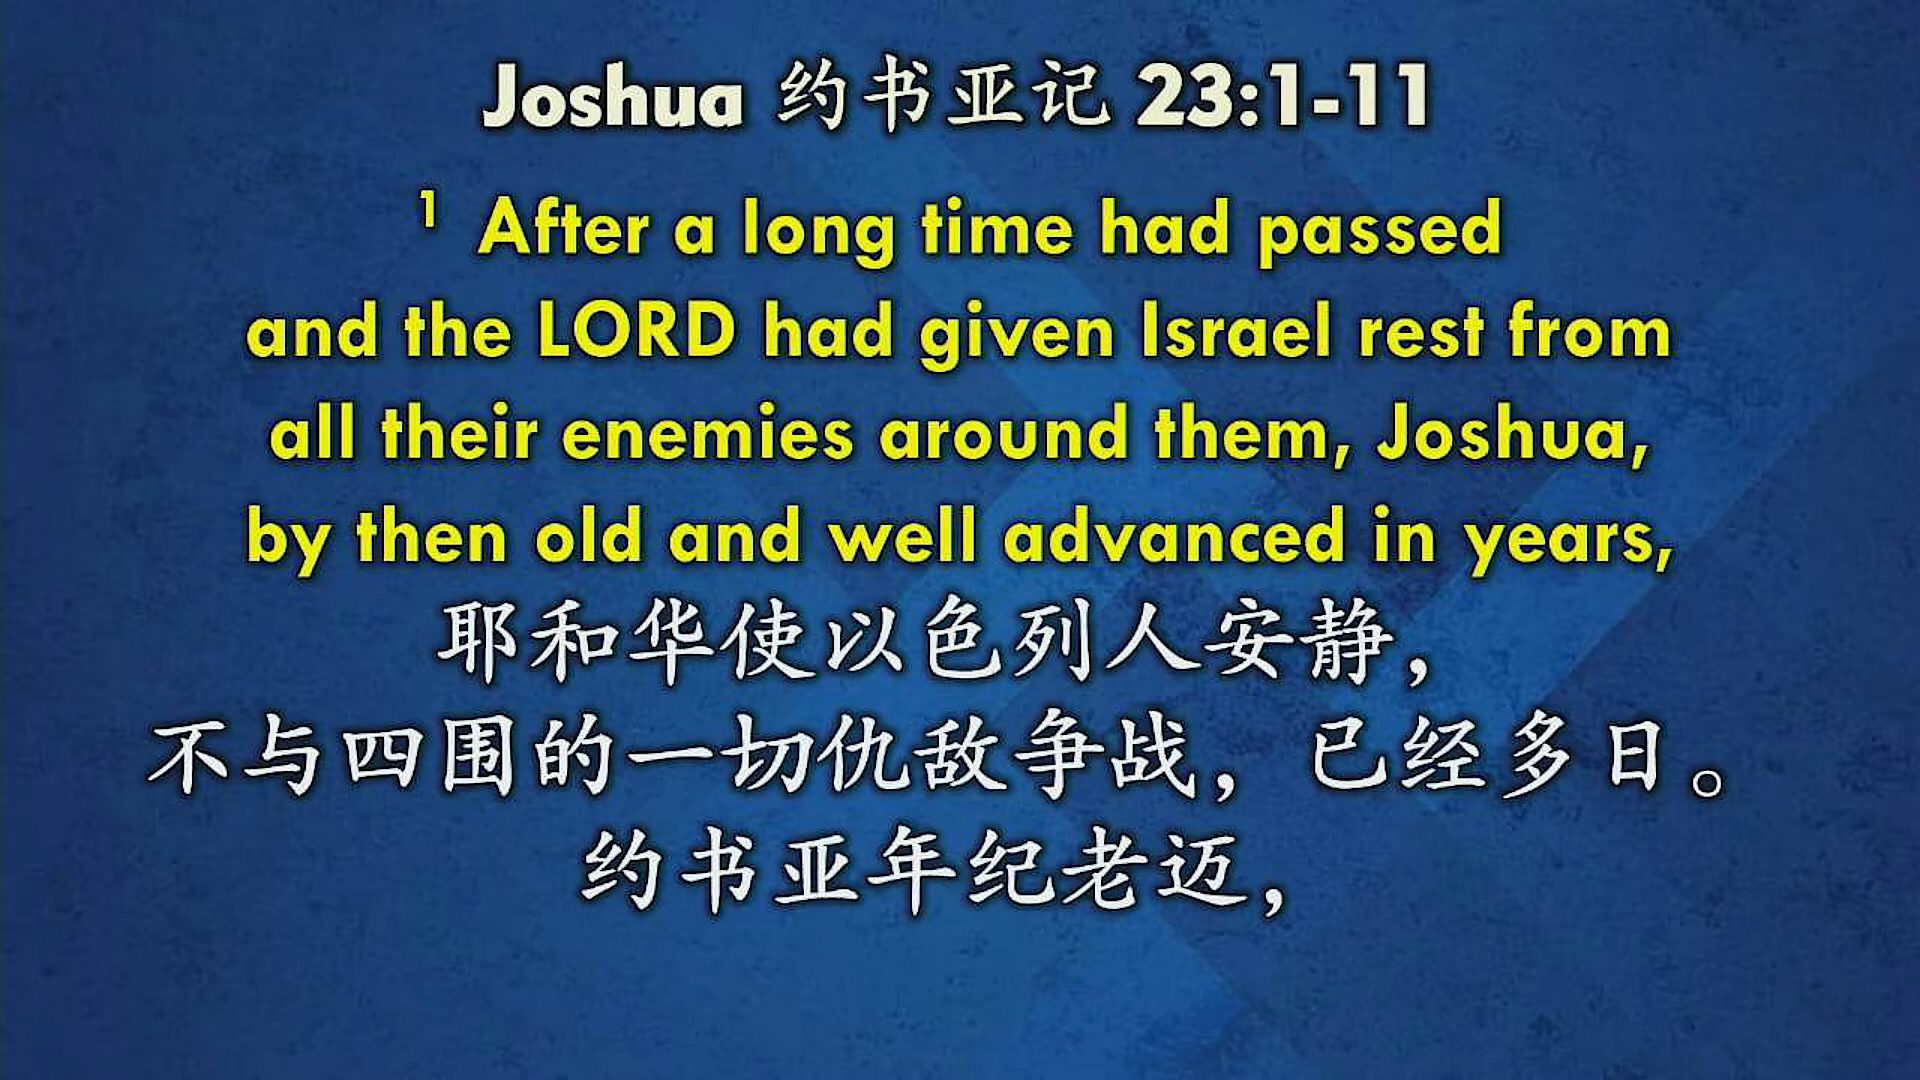 Joshua 约书亚记 23:1-11
1 After a long time had passed
and the LORD had given Israel rest from
all their enemies around them, Joshua,
by then old and well advanced in years,
耶和华使以色列人安静，
不与四围的一切仇敌争战，已经多日。
约书亚年纪老迈，